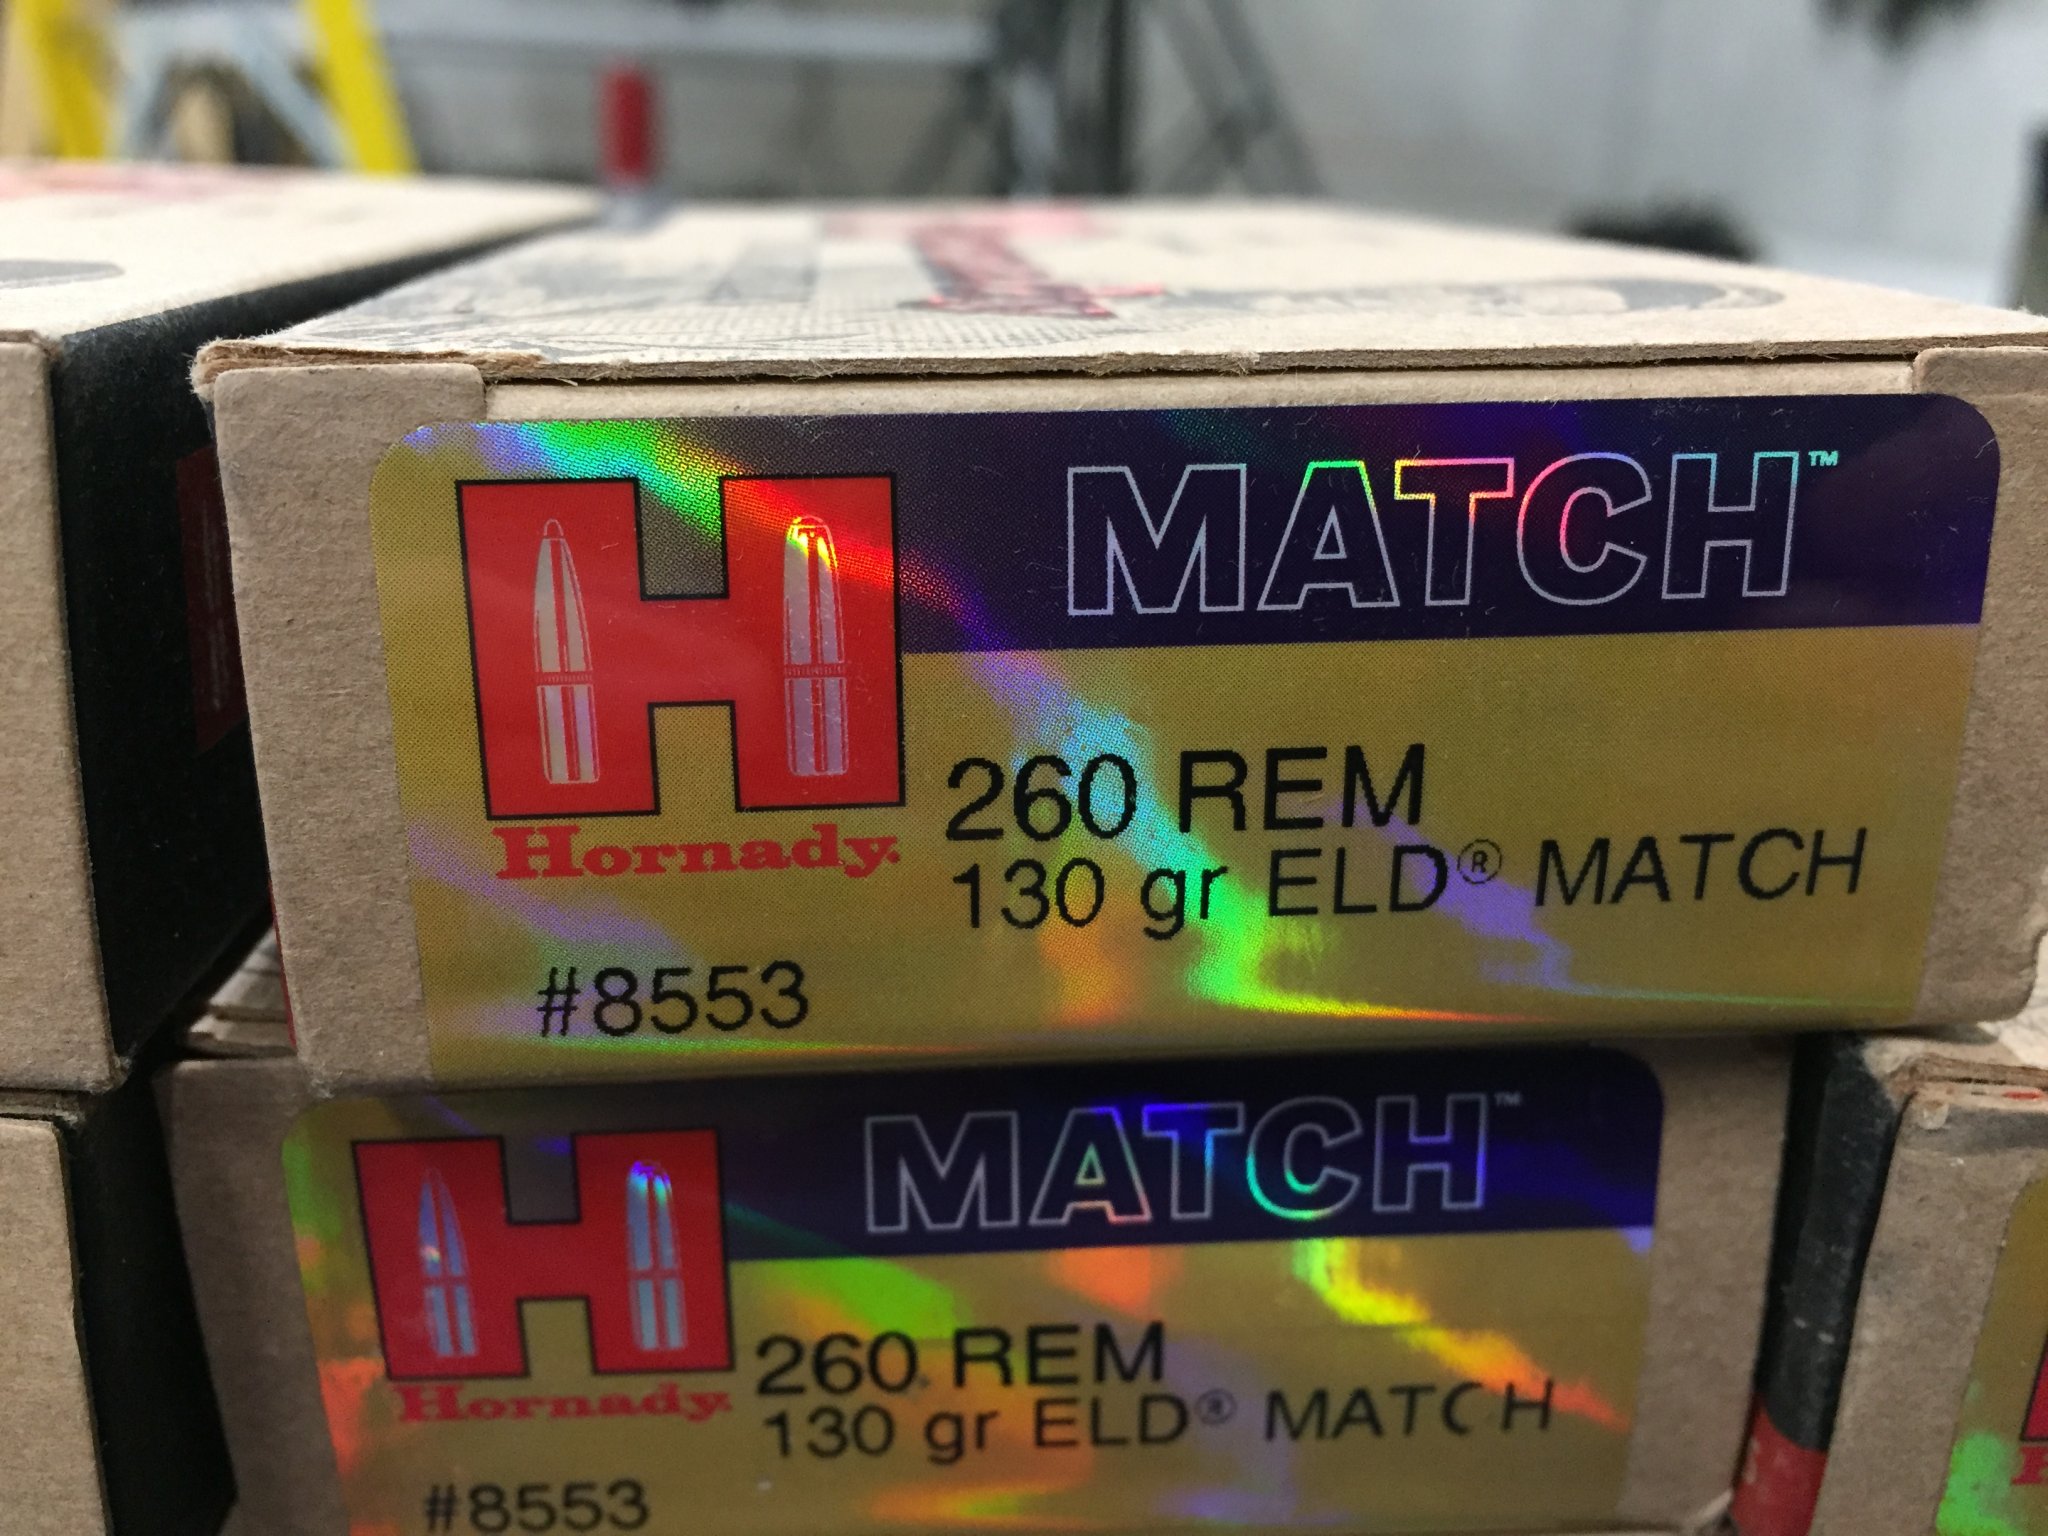 MATCH™
Hornady.
260 REM
130 gr ELD® MATCH
#8553
MATCH™
Hornady.
260 REM
130 gr ELD® MATCH
#8553